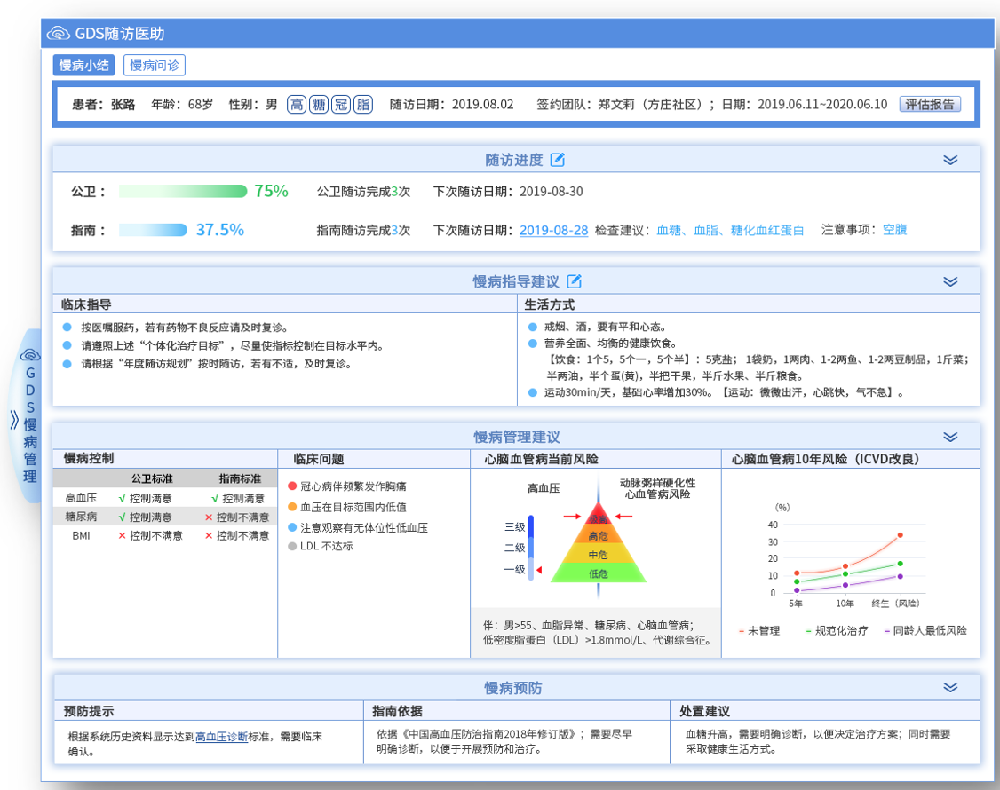 GDS随访医助
慢病小结 慢病问诊
患者：张路 年龄：68岁 性别：男 高 糖 冠 脂 随访日期：2019.08.02 签约团队：郑文莉（方庄社区）；日期：2019.06.11~2020.06.10 评估报告
随访进度
公卫： 75% 公卫随访完成3次 下次随访日期：2019-08-30
指南： 37.5% 指南随访完成3次 下次随访日期：2019-08-28 检查建议：血糖、血脂、糖化血红蛋白 注意事项：空腹
慢病指导建议
临床指导
按医嘱服药，若有药物不良反应请及时复诊。
请遵照上述“个体化治疗目标”，尽量使指标控制在目标水平内。
请根据“年度随访规划”按时随访，若有不适，及时复诊。
生活方式
戒烟、酒，要有平和心态。
营养全面、均衡的健康饮食。
【饮食：1个5，5个一，5个半】：5克盐； 1袋奶，1两肉、1-2两鱼、1-2两豆制品，1斤菜；
半两油，半个蛋(黄)，半把干果，半斤水果、半斤粮食。
运动30min/天，基础心率增加30%。【运动：微微出汗，心跳快，气不急】。
GDS慢病管理
慢病管理建议
慢病控制
公卫标准 指南标准
高血压 √ 控制满意 √ 控制满意
糖尿病 √ 控制满意 × 控制不满意
BMI × 控制不满意 × 控制不满意
临床问题
冠心病伴频繁发作胸痛
血压在目标范围内低值
注意观察有无体位性低血压
LDL 不达标
心脑血管病当前风险
高血压
动脉粥样硬化性
心血管病风险
三级
二级
一级
极高
高危
中危
低危
伴：男>55、血脂异常、糖尿病、心脑血管病；
低密度脂蛋白（LDL）>1.8mmol/L、代谢综合征。
心脑血管病10年风险（ICVD改良）
（%）
40
30
20
10
0
5年 10年 终生（风险）
未管理 规范化治疗 同龄人最低风险
慢病预防
预防提示
根据系统历史资料显示达到高血压诊断标准，需要临床
确认。
指南依据
依据《中国高血压防治指南2018年修订版》；需要尽早
明确诊断，以便于开展预防和治疗。
处置建议
血糖升高，需要明确诊断，以便决定治疗方案；同时需要
采取健康生活方式。